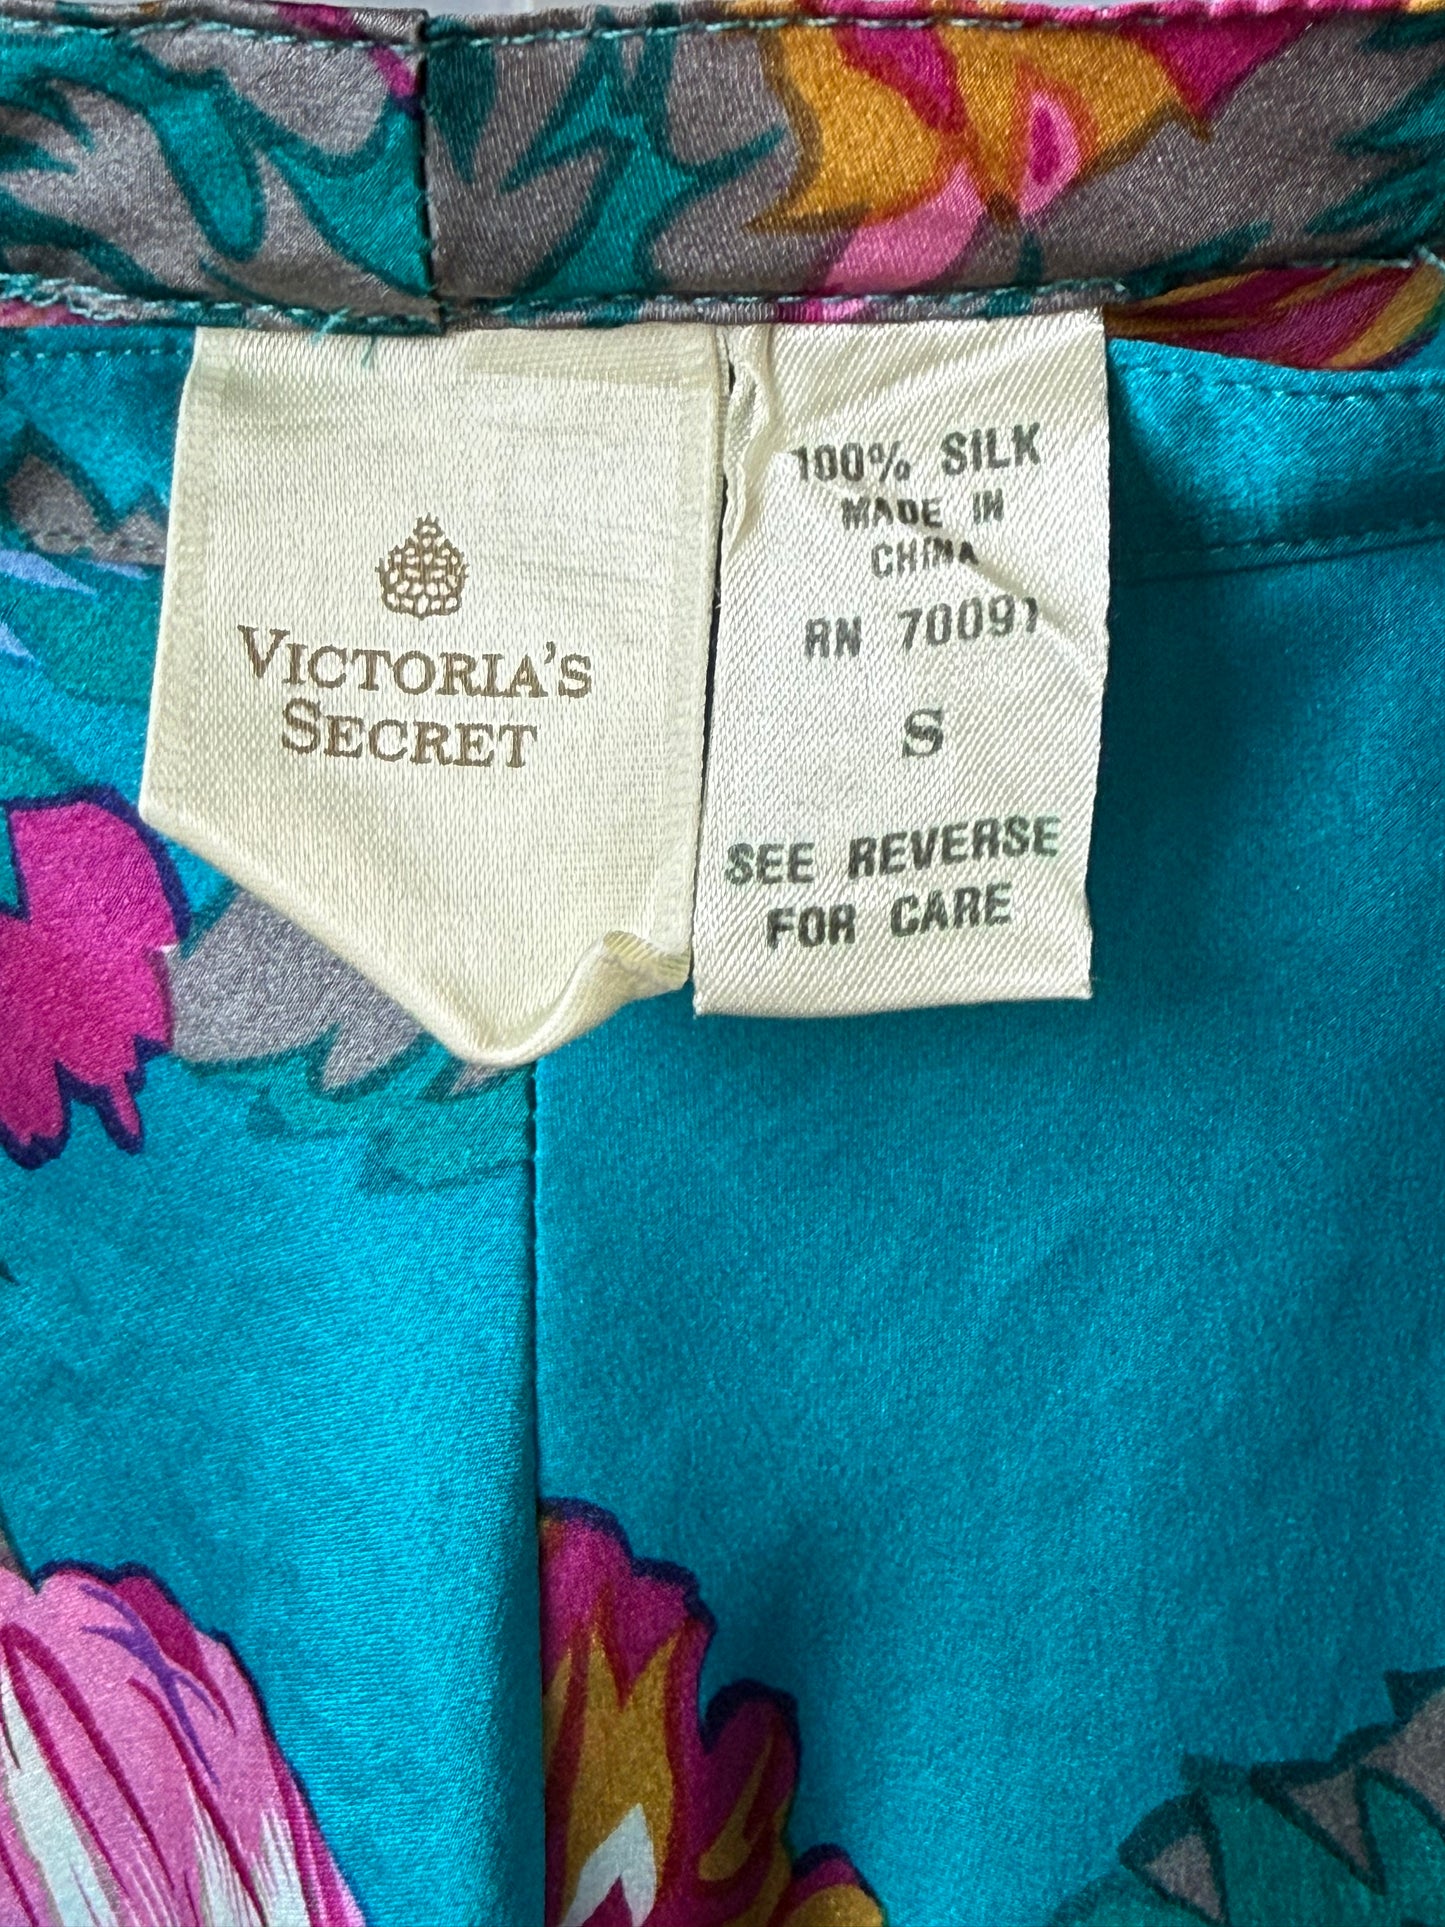 VICTORIA'S
SECRET
100% SILK
MADE IN
CHINA
RN 70091
S
SEE REVERSE
FOR CARE